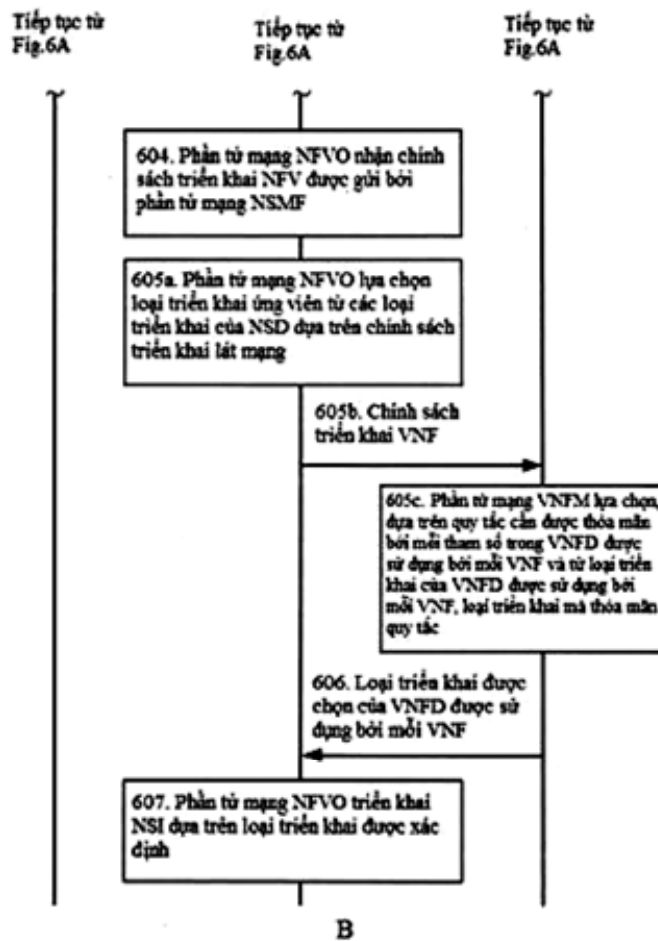 Tiếp tục từ
Fig.6A
Tiếp tục từ
Fig.6A
Tiếp tục từ
Fig.6A
604. Phần tử mạng NFVO nhận chính
sách triển khai NFV được gửi bởi
phần tử mạng NSMF
605a. Phần tử mạng NFVO lựa chọn
loại triển khai ứng viên từ các loại
triển khai của NSD dựa trên chính sách
triển khai lát mạng
605b. Chính sách
triển khai VNF
605c. Phần tử mạng VNFM lựa chọn,
dựa trên quy tắc cần được thỏa mãn
bởi mỗi tham số trong VNFD được
sử dụng bởi mỗi VNF và từ loại triển
khai của VNFD được sử dụng bởi
mỗi VNF, loại triển khai mà thỏa mãn
quy tắc
606. Loại triển khai được
chọn của VNFD được sử
dụng bởi mỗi VNF
607. Phần tử mạng NFVO triển khai
NSI dựa trên loại triển khai được xác
định
B